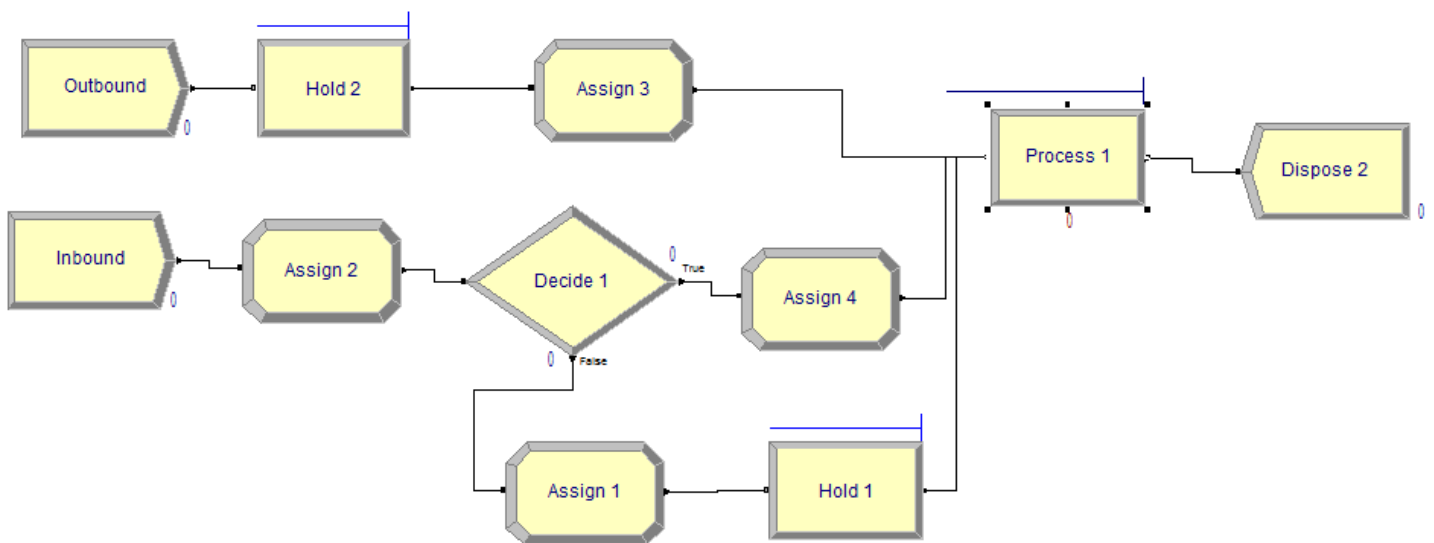 Outbound
0
Hold 2
Assign 3
Process 1
0
Dispose 2
0
Inbound
0
Assign 2
Decide 1
0
True
0
False
Assign 4
Assign 1
Hold 1